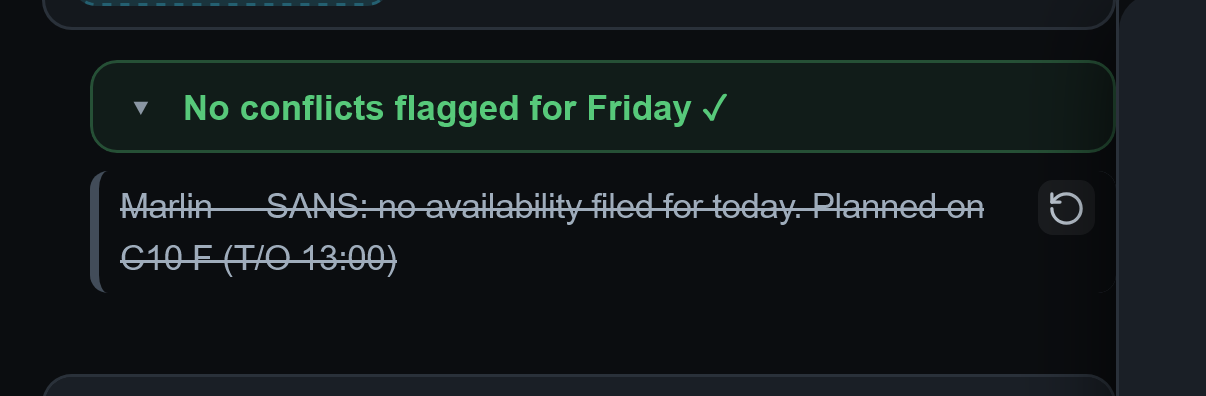 No conflicts flagged for Friday ✓
Marlin — SANS: no availability filed for today. Planned on
C10 F (T/O 13:00)